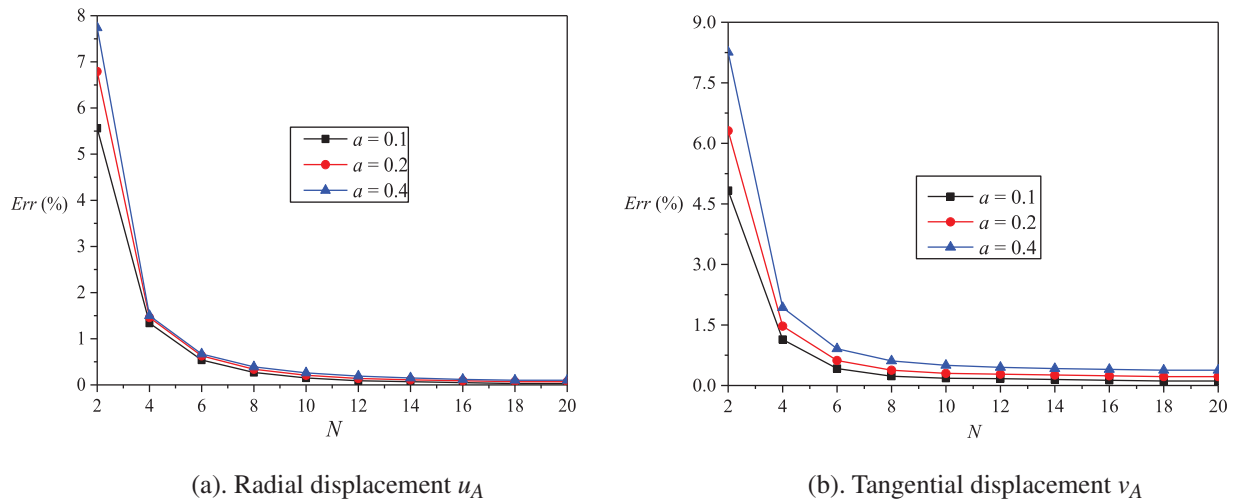 8
7
6
5
4
3
2
1
0
Err (%)
a = 0.1
a = 0.2
a = 0.4
2 4 6 8 10 12 14 16 18 20
N
(a). Radial displacement u_A
9.0
7.5
6.0
4.5
3.0
1.5
0.0
Err (%)
a = 0.1
a = 0.2
a = 0.4
2 4 6 8 10 12 14 16 18 20
N
(b). Tangential displacement v_A